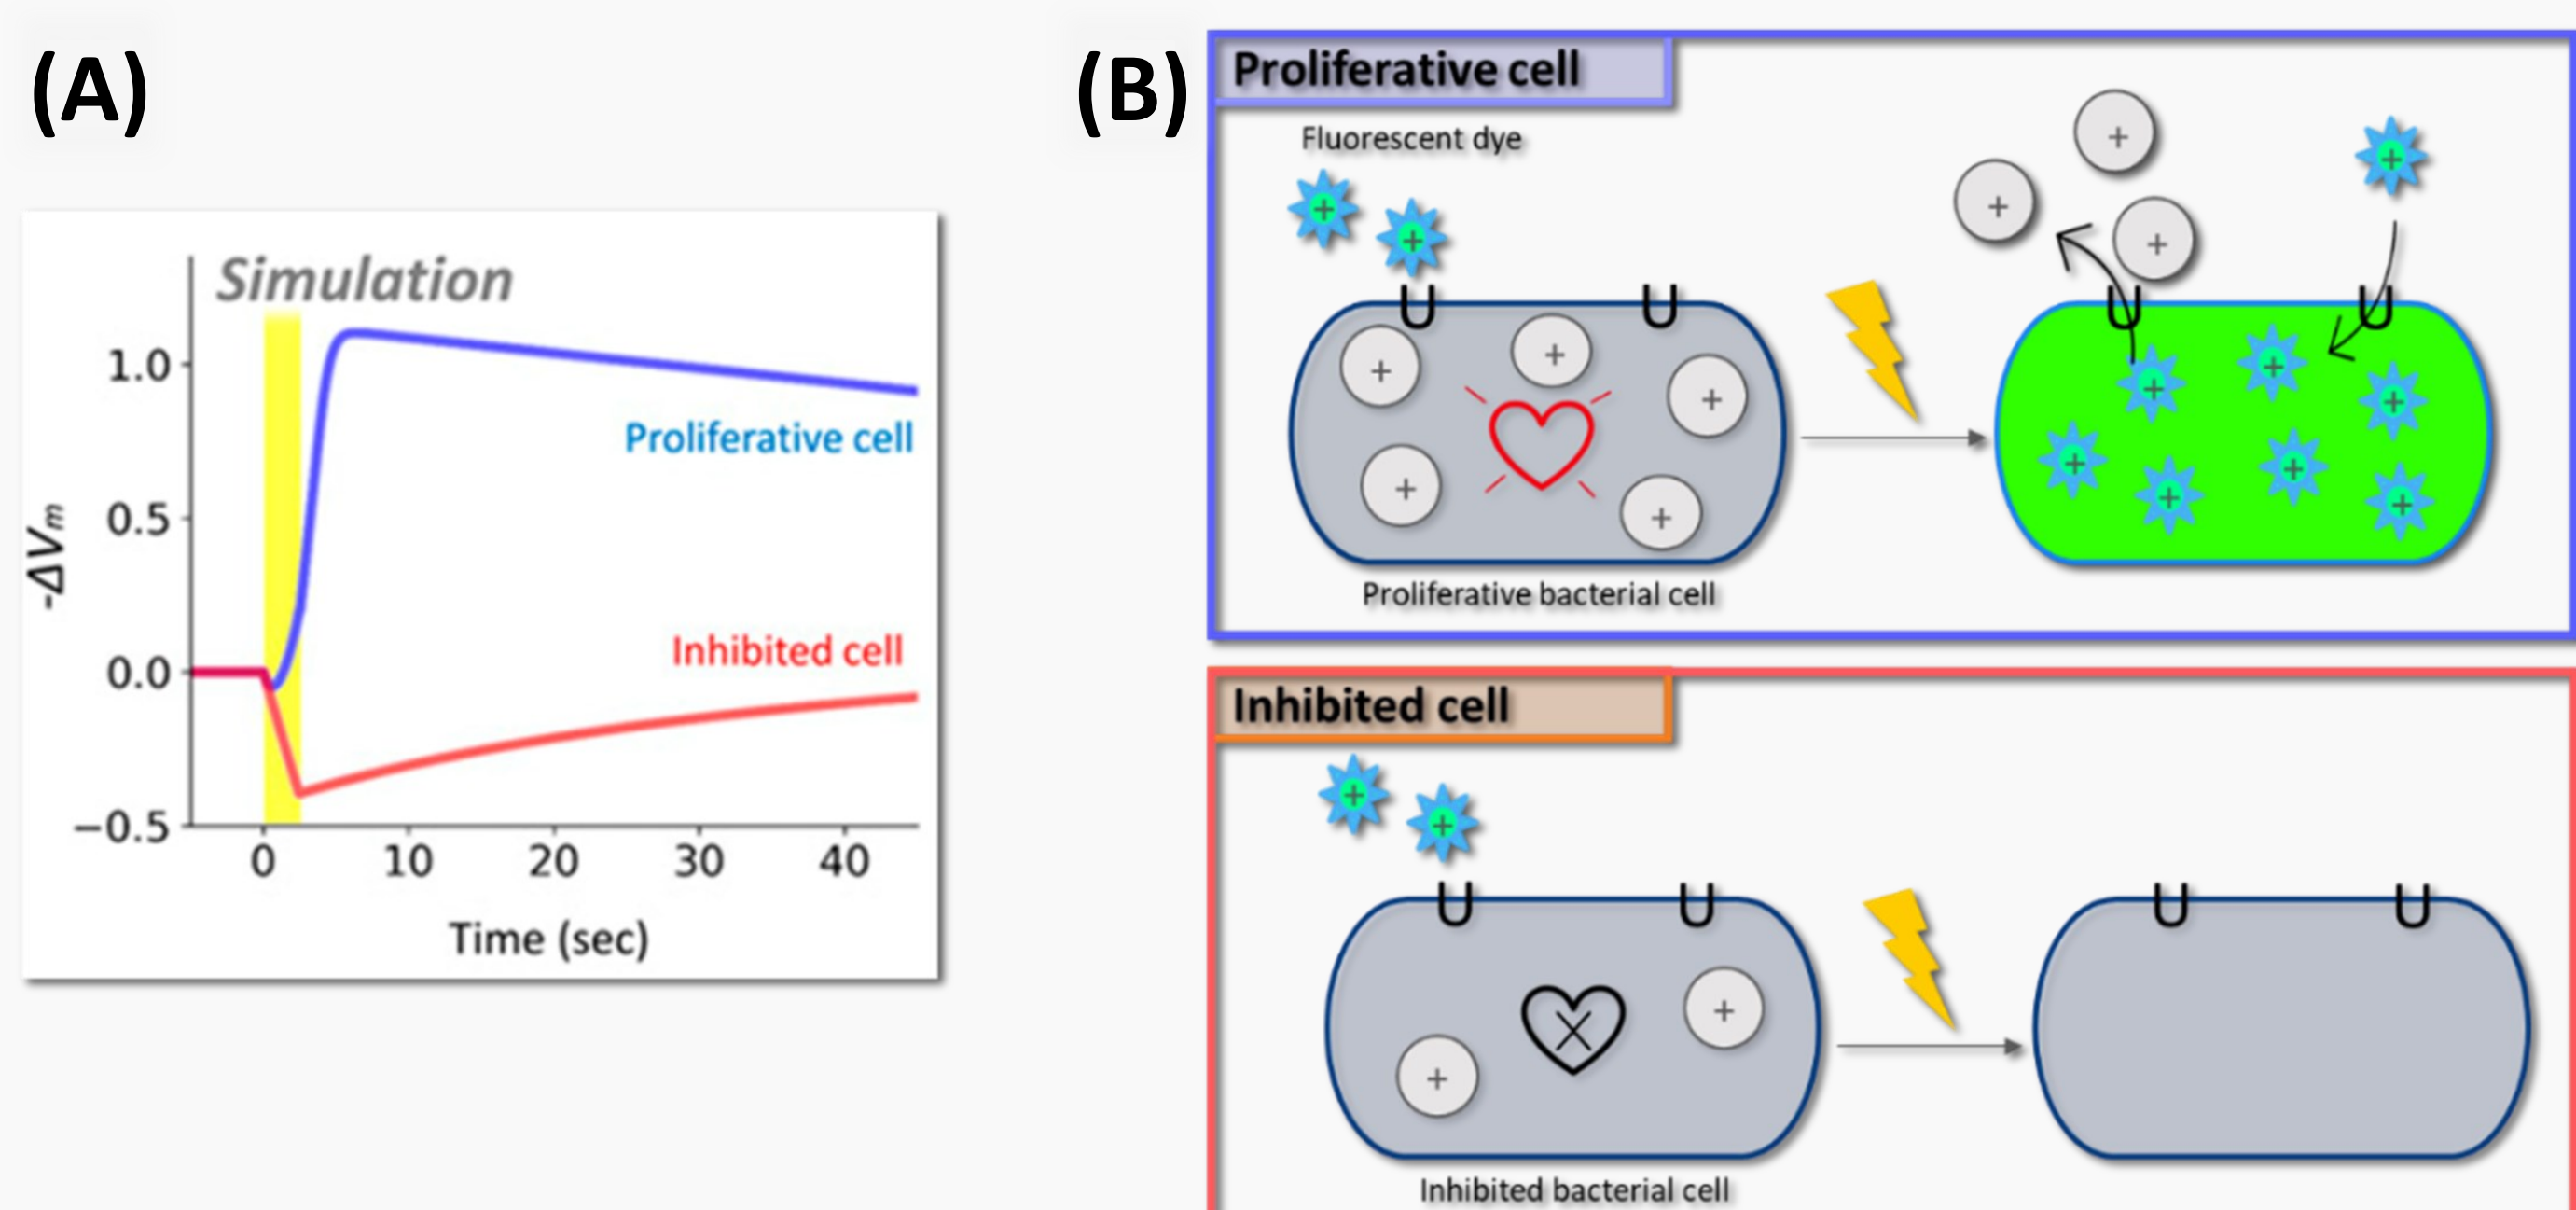 (A)
Simulation
1.0
0.5
0.0
−0.5
-ΔVm
Proliferative cell
Inhibited cell
0 10 20 30 40
Time (sec)
(B)
Proliferative cell
Fluorescent dye
+ +
+ + + + +
U U
Proliferative bacterial cell
+ + + +
U U
+ + + + + + +
Inhibited cell
+ +
U U
+ +
X
Inhibited bacterial cell
U U